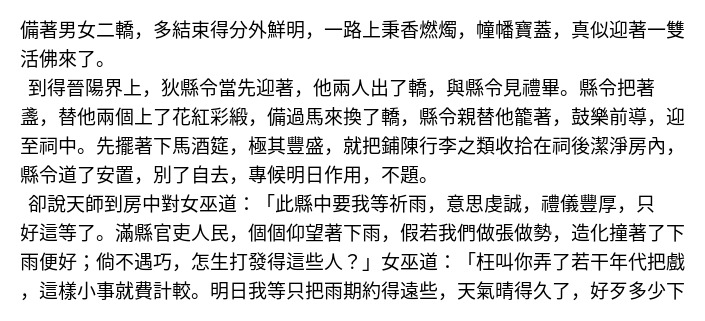 備著男女二轎，多結束得分外鮮明，一路上秉香燃燭，幢幡寶蓋，真似迎著一雙
活佛來了。
到得晉陽界上，狄縣令當先迎著，他兩人出了轎，與縣令見禮畢。縣令把著
盞，替他兩個上了花紅彩緞，備過馬來換了轎，縣令親替他籠著，鼓樂前導，迎
至祠中。先擺著下馬酒筵，極其豐盛，就把鋪陳行李之類收拾在祠後潔淨房內，
縣令道了安置，別了自去，專候明日作用，不題。
卻說天師到房中對女巫道：「此縣中要我等祈雨，意思虔誠，禮儀豐厚，只
好這等了。滿縣官吏人民，個個仰望著下雨，假若我們做張做勢，造化撞著了下
雨便好；倘不遇巧，怎生打發得這些人？」女巫道：「枉叫你弄了若干年代把戲
，這樣小事就費計較。明日我等只把雨期約得遠些，天氣晴得久了，好歹多少下